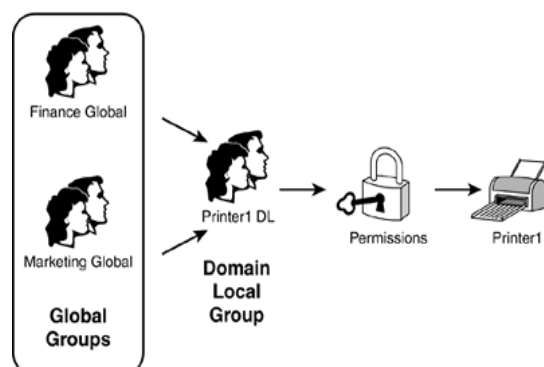 Finance Global
Marketing Global
Global
Groups
Printer1 DL
Domain
Local
Group
Permissions
Printer1